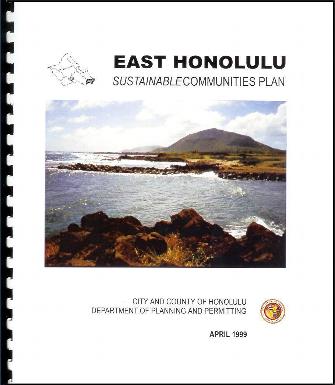 EAST HONOLULU
SUSTAINABLECOMMUNITIES PLAN
CITY AND COUNTY OF HONOLULU
DEPARTMENT OF PLANNING AND PERMITTING
APRIL 1999